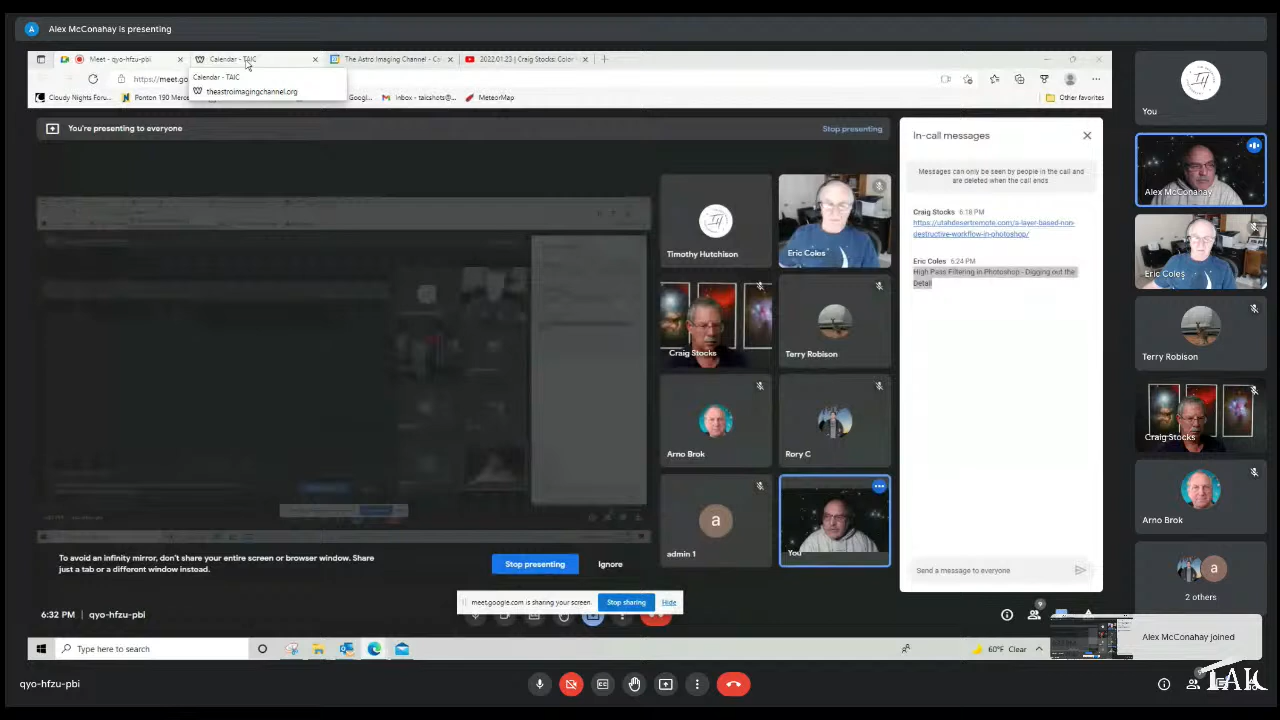 A Alex McConahay is presenting
Meet - qyo-hfzu-pbi
Calendar - TAIC
The Astro Imaging Channel - Co
2022.01.23 | Craig Stocks: Color
https://meet.go
Calendar - TAIC
theastroimagingchannel.org
Cloudy Nights Foru...
Ponton 190 Merce
Googl...
Inbox - taicshots@...
MeteorMap
Other favorites
You're presenting to everyone
Stop presenting
In-call messages
Messages can only be seen by people in the call and
are deleted when the call ends
Craig Stocks 6:18 PM
https://utahdesertremote.com/a-layer-based-non-
destructive-workflow-in-photoshop/
Eric Coles 6:24 PM
High Pass Filtering in Photoshop - Digging out the
Detail
Timothy Hutchison
Eric Coles
Craig Stocks
Terry Robison
Arno Brok
Rory C
a
admin 1
You
To avoid an infinity mirror, don't share your entire screen or browser window. Share
just a tab or a different window instead.
Stop presenting
Ignore
Send a message to everyone
meet.google.com is sharing your screen.
Stop sharing
Hide
6:32 PM | qyo-hfzu-pbi
9
Type here to search
60°F Clear
You
Alex McConahay
Eric Coles
Terry Robison
Craig Stocks
Arno Brok
a
2 others
Alex McConahay joined
qyo-hfzu-pbi